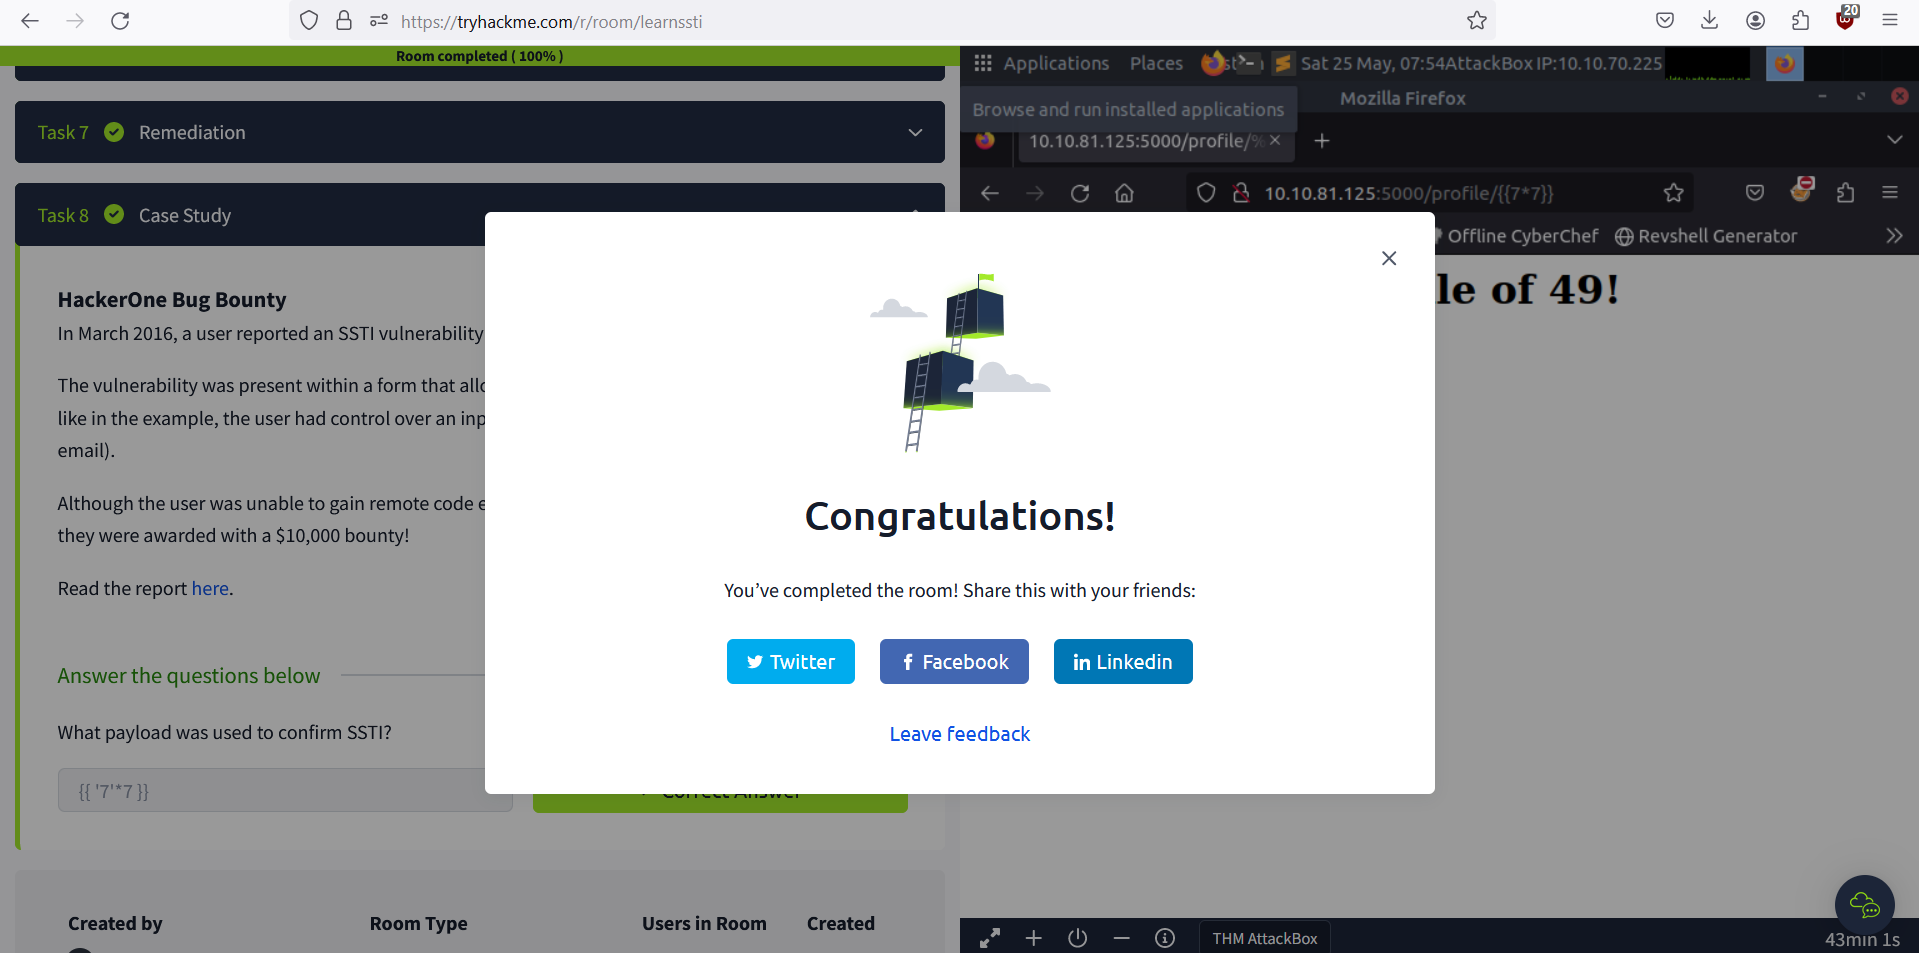 https://tryhackme.com/r/room/learnssti
20
Room completed ( 100% )
Task 7 Remediation
Task 8 Case Study
HackerOne Bug Bounty
In March 2016, a user reported an SSTI vulnerability
The vulnerability was present within a form that
like in the example, the user had control over an
email).
Although the user was unable to gain remote code
they were awarded with a $10,000 bounty!
Read the report here.
Answer the questions below
What payload was used to confirm SSTI?
{{ '7'*7 }}
Correct Answer
Created by Room Type Users in Room Created
Congratulations!
You've completed the room! Share this with your friends:
Twitter Facebook Linkedin
Leave feedback
Applications Places Sat 25 May, 07:54 AttackBox IP:10.10.70.225
Browse and run installed applications
Mozilla Firefox
10.10.81.125:5000/profile/%
10.10.81.125:5000/profile/{{7*7}}
Offline CyberChef Revshell Generator
le of 49!
THM AttackBox
43min 1s